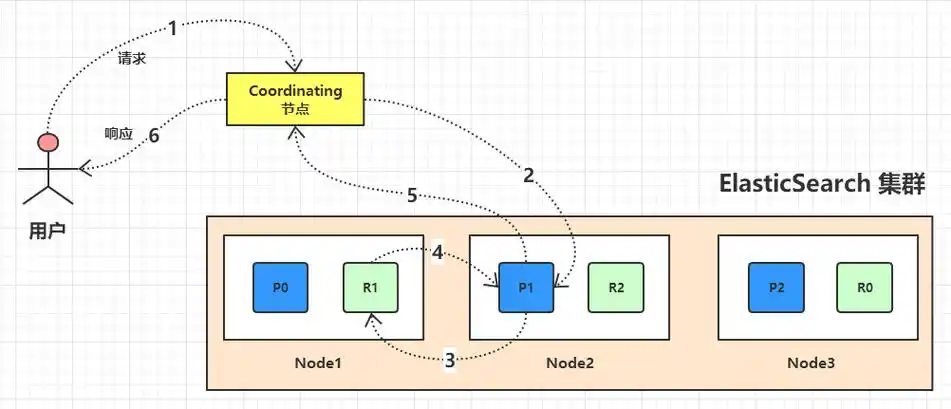 1
请求
Coordinating
节点
响应
6
2
ElasticSearch 集群
5
用户
4
P0
R1
P1
R2
P2
R0
3
Node1
Node2
Node3